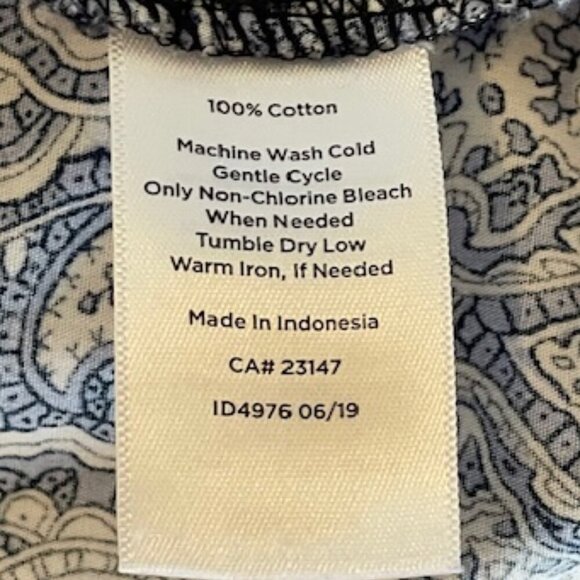 100% Cotton
Machine Wash Cold
Gentle Cycle
Only Non-Chlorine Bleach
When Needed
Tumble Dry Low
Warm Iron, If Needed
Made In Indonesia
CA# 23147
ID4976 06/19